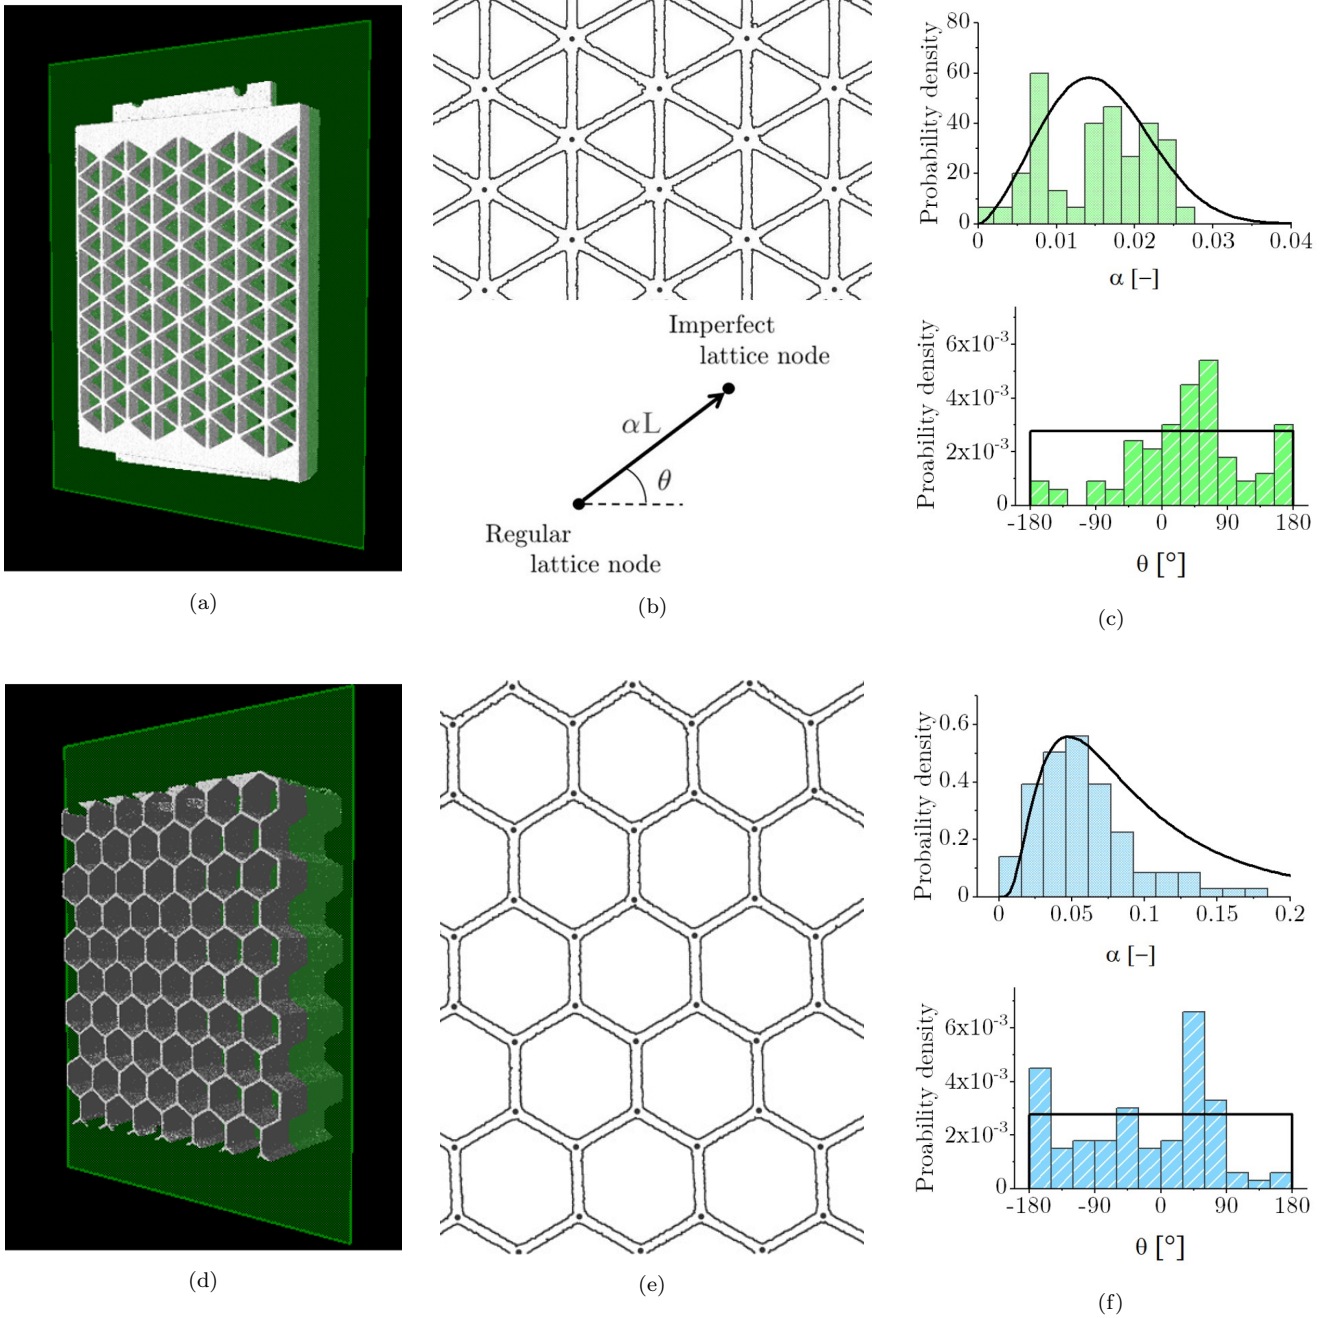 Imperfect
lattice node
αL
θ
Regular
lattice node
(a)
(b)
Probability density
80
60
40
20
0
0
0.01
0.02
0.03
0.04
α [–]
Proabability density
6x10⁻³
4x10⁻³
2x10⁻³
0
-180
-90
0
90
180
θ [°]
(c)
(d)
(e)
Probaility density
0.6
0.4
0.2
0
0
0.05
0.1
0.15
0.2
α [–]
Proability density
6x10⁻³
4x10⁻³
2x10⁻³
0
-180
-90
0
90
180
θ [°]
(f)